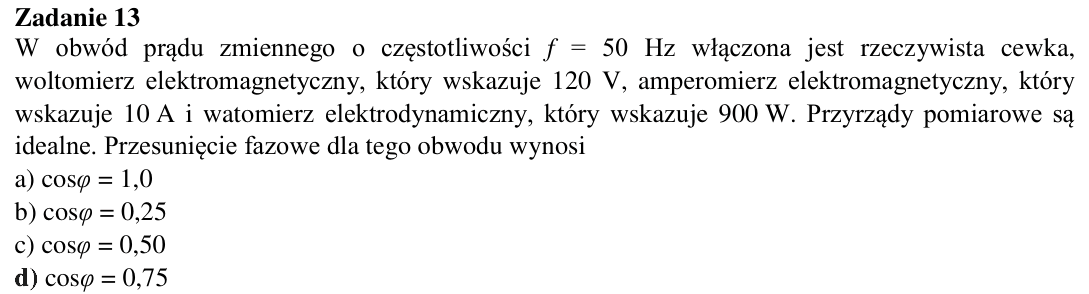 Zadanie 13
W obwód prądu zmiennego o częstotliwości f = 50 Hz włączona jest rzeczywista cewka,
woltomierz elektromagnetyczny, który wskazuje 120 V, amperomierz elektromagnetyczny, który
wskazuje 10 A i watomierz elektrodynamiczny, który wskazuje 900 W. Przyrządy pomiarowe są
idealne. Przesunięcie fazowe dla tego obwodu wynosi
a) cosφ = 1,0
b) cosφ = 0,25
c) cosφ = 0,50
d) cosφ = 0,75